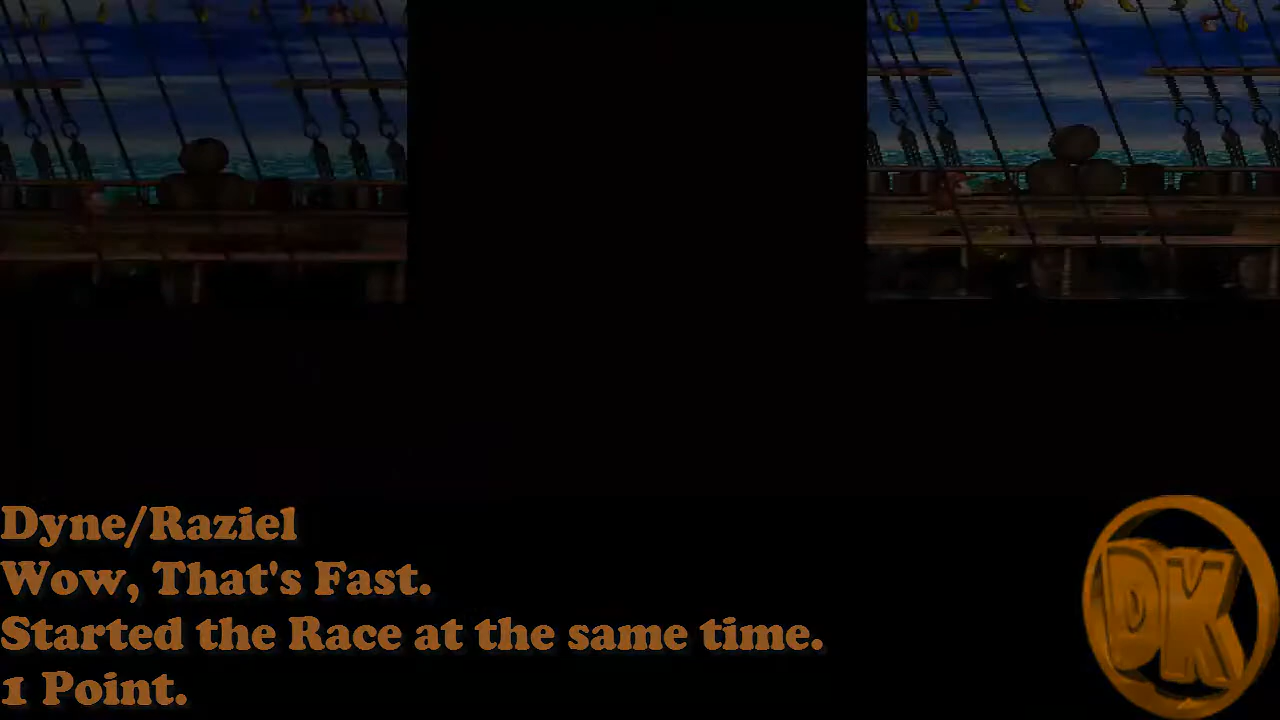 Dyne/Raziel
Wow, That's Fast.
Started the Race at the same time.
1 Point.
DK